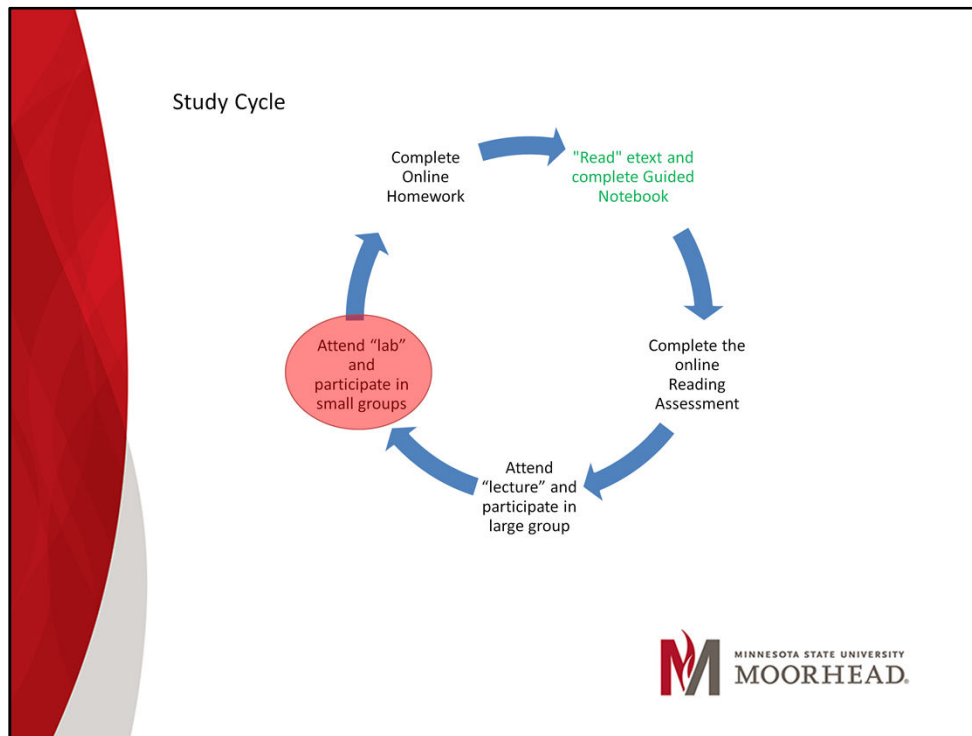 Study Cycle
Complete
Online
Homework
"Read" etext and
complete Guided
Notebook
Complete the
online
Reading
Assessment
Attend
“lecture” and
participate in
large group
Attend “lab”
and
participate in
small groups
MINNESOTA STATE UNIVERSITY
MOORHEAD®